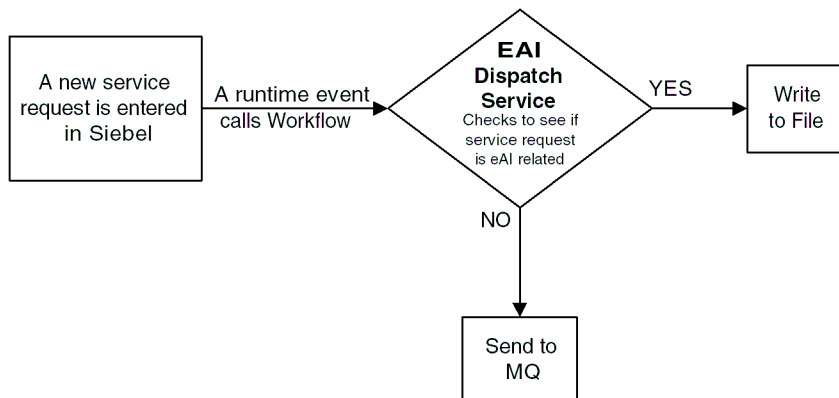 A new service
request is entered
in Siebel
A runtime event
calls Workflow
EAI
Dispatch
Service
Checks to see if
service request
is eAI related
YES
Write
to File
NO
Send to
MQ